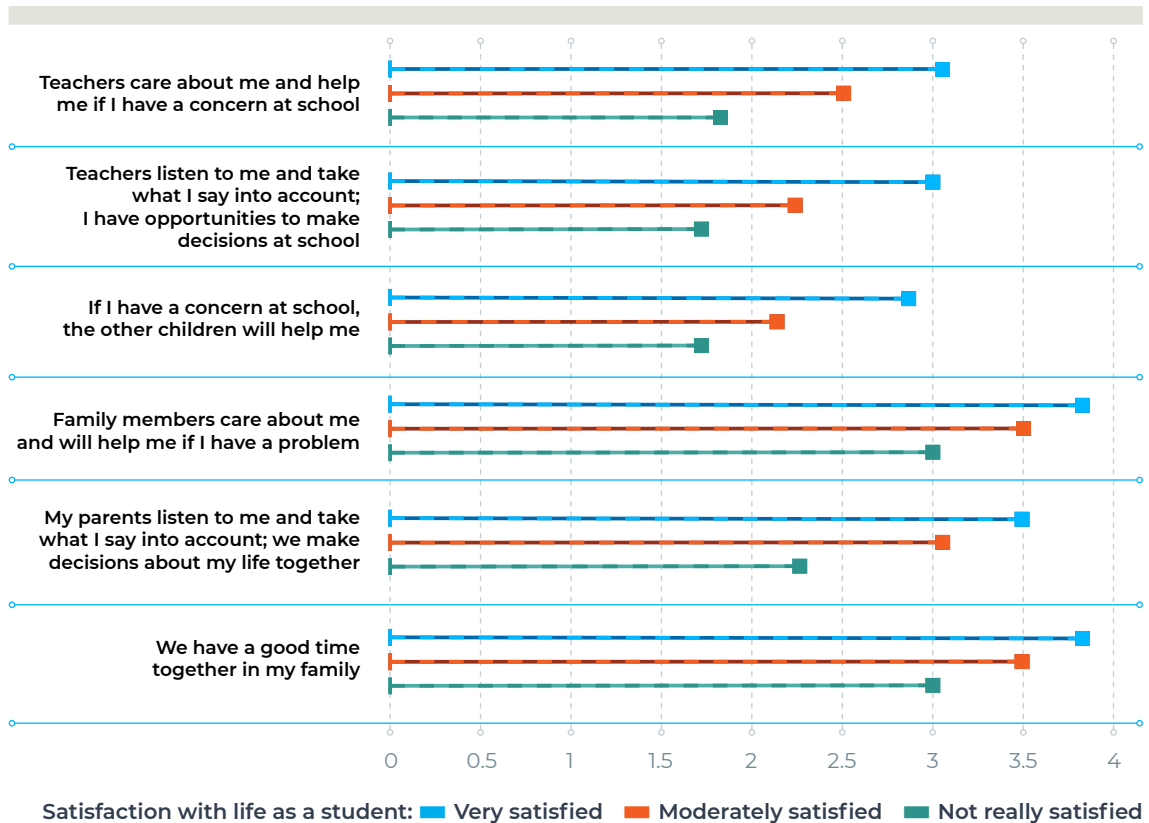 Teachers care about me and help
me if I have a concern at school
Teachers listen to me and take
what I say into account;
I have opportunities to make
decisions at school
If I have a concern at school,
the other children will help me
Family members care about me
and will help me if I have a problem
My parents listen to me and take
what I say into account; we make
decisions about my life together
We have a good time
together in my family
0 0.5 1 1.5 2 2.5 3 3.5 4
Satisfaction with life as a student: Very satisfied Moderately satisfied Not really satisfied